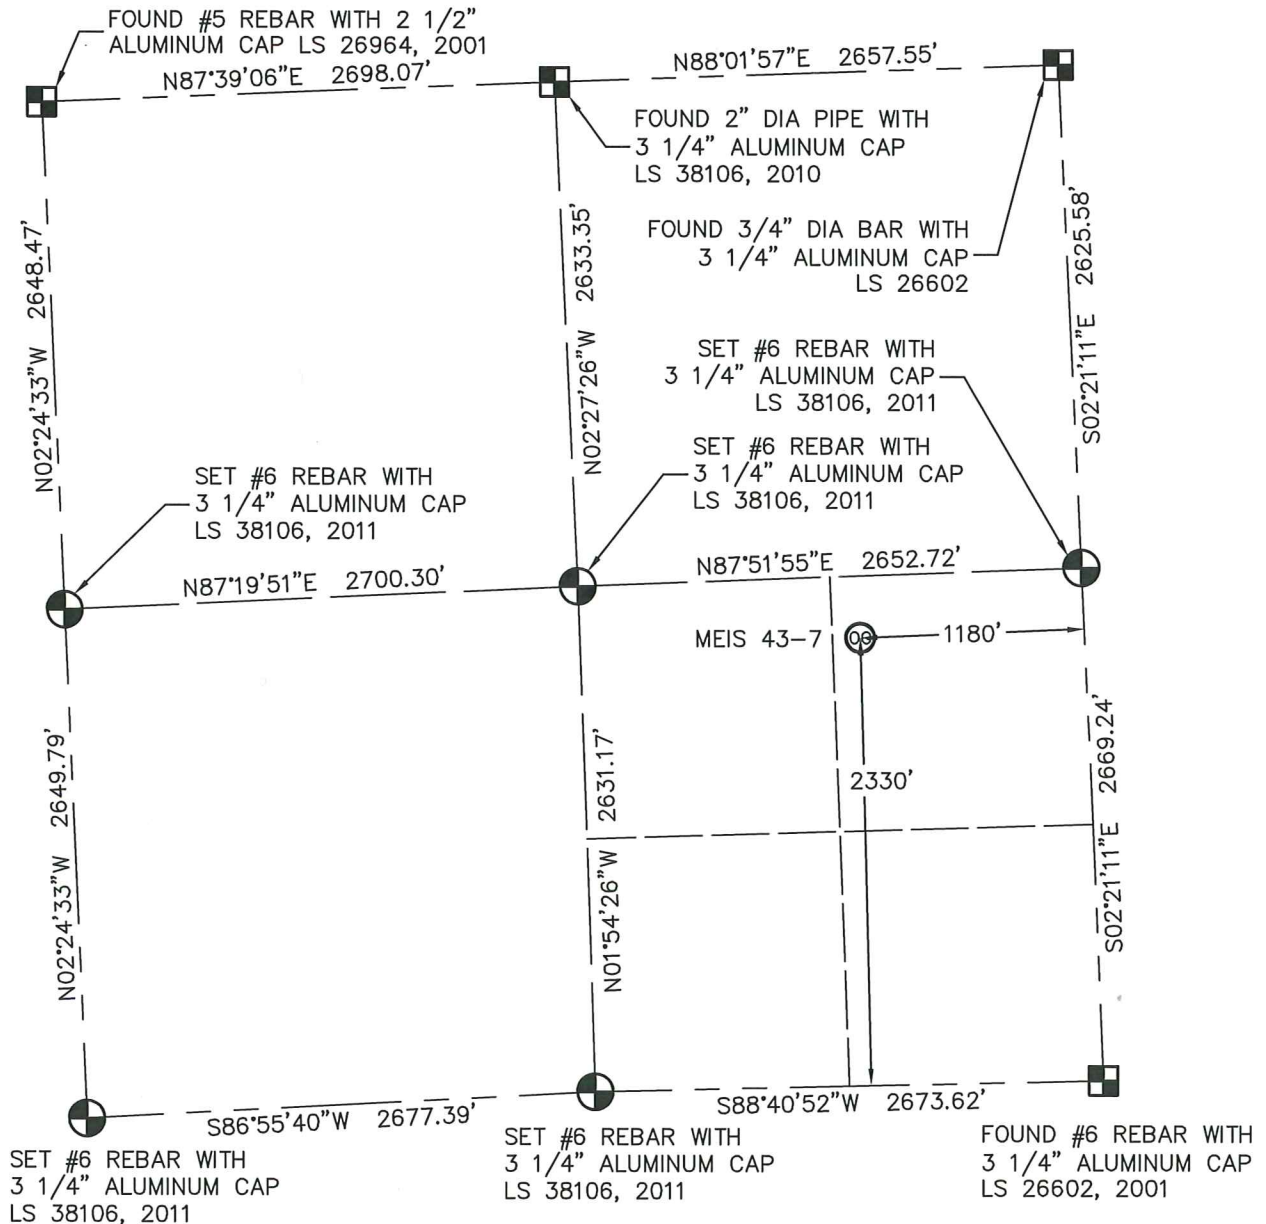 FOUND #5 REBAR WITH 2 1/2"
ALUMINUM CAP LS 26964, 2001
N87°39'06"E 2698.07'
N88°01'57"E 2657.55'
FOUND 2" DIA PIPE WITH
3 1/4" ALUMINUM CAP
LS 38106, 2010
FOUND 3/4" DIA BAR WITH
3 1/4" ALUMINUM CAP
LS 26602
N02°24'33"W 2648.47'
N02°27'26"W 2633.35'
S02°21'11"E 2625.58'
SET #6 REBAR WITH
3 1/4" ALUMINUM CAP
LS 38106, 2011
SET #6 REBAR WITH
3 1/4" ALUMINUM CAP
LS 38106, 2011
SET #6 REBAR WITH
3 1/4" ALUMINUM CAP
LS 38106, 2011
N87°19'51"E 2700.30'
N87°51'55"E 2652.72'
MEIS 43-7
OG
1180'
2330'
N02°24'33"W 2649.79'
N01°54'26"W 2631.17'
S02°21'11"E 2669.24'
S86°55'40"W 2677.39'
S88°40'52"W 2673.62'
SET #6 REBAR WITH
3 1/4" ALUMINUM CAP
LS 38106, 2011
SET #6 REBAR WITH
3 1/4" ALUMINUM CAP
LS 38106, 2011
FOUND #6 REBAR WITH
3 1/4" ALUMINUM CAP
LS 26602, 2001